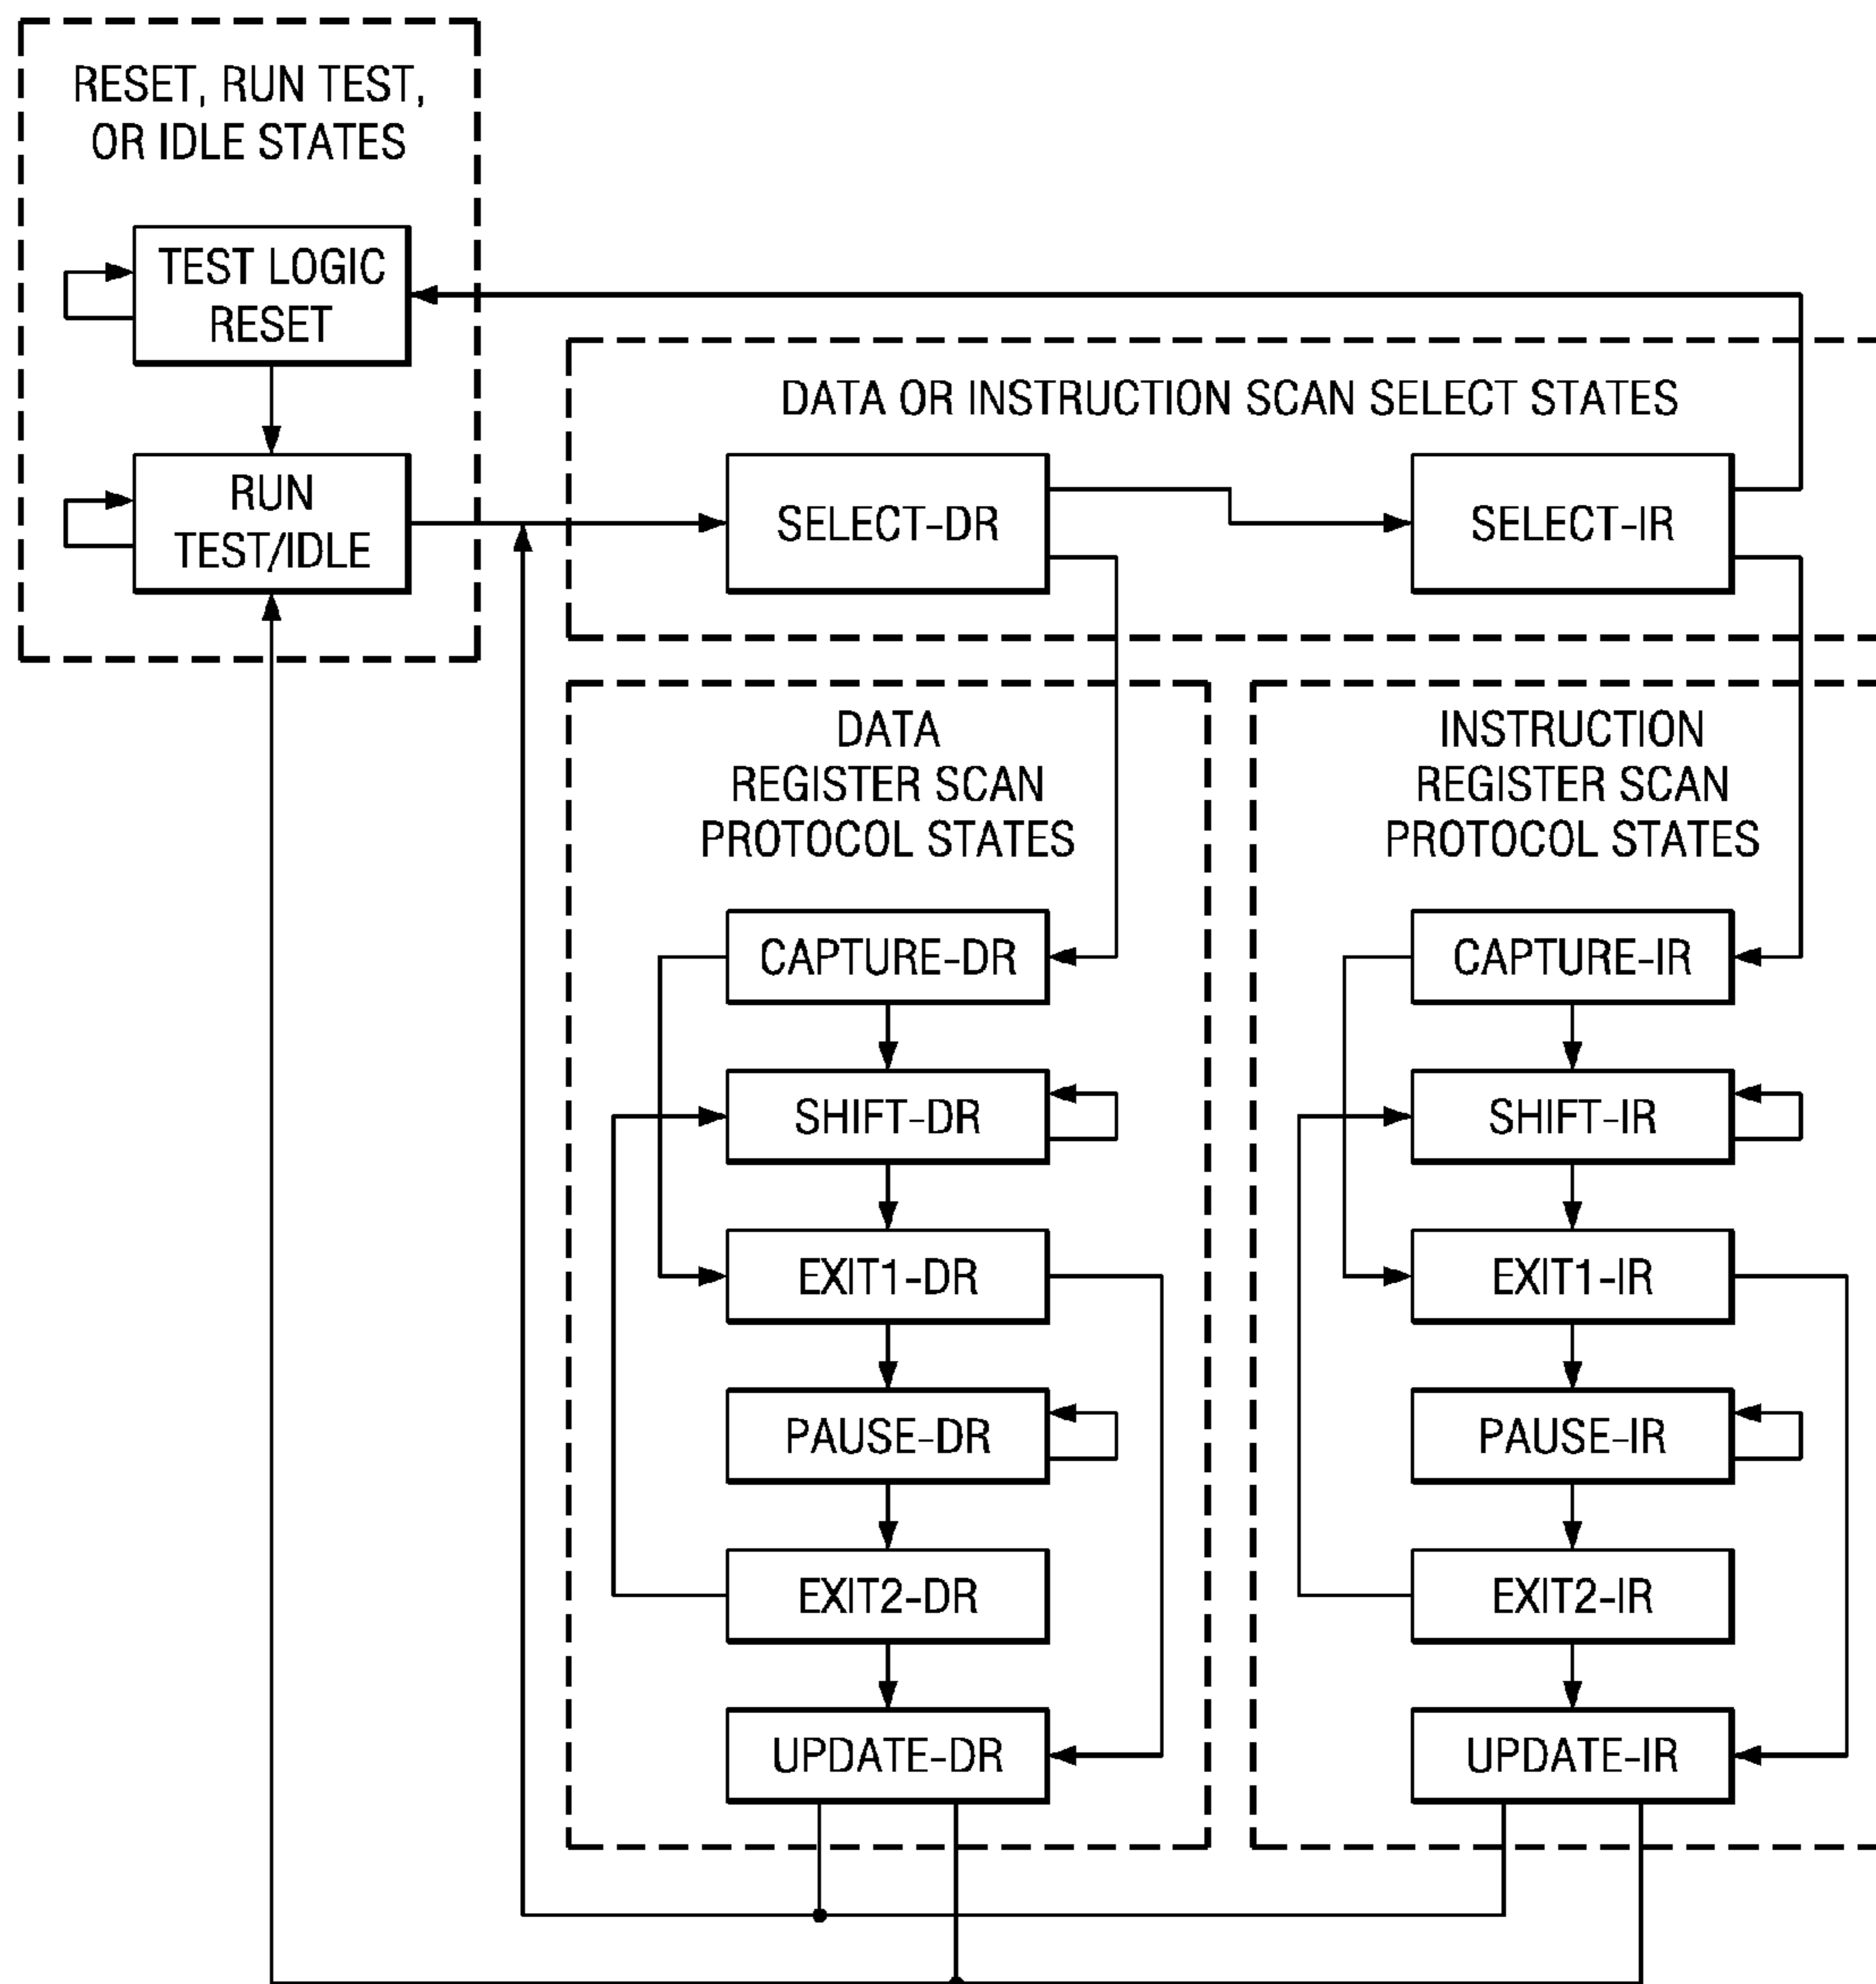 RESET, RUN TEST,
OR IDLE STATES
TEST LOGIC
RESET
RUN
TEST/IDLE
DATA OR INSTRUCTION SCAN SELECT STATES
SELECT-DR
SELECT-IR
DATA
REGISTER SCAN
PROTOCOL STATES
CAPTURE-DR
SHIFT-DR
EXIT1-DR
PAUSE-DR
EXIT2-DR
UPDATE-DR
INSTRUCTION
REGISTER SCAN
PROTOCOL STATES
CAPTURE-IR
SHIFT-IR
EXIT1-IR
PAUSE-IR
EXIT2-IR
UPDATE-IR